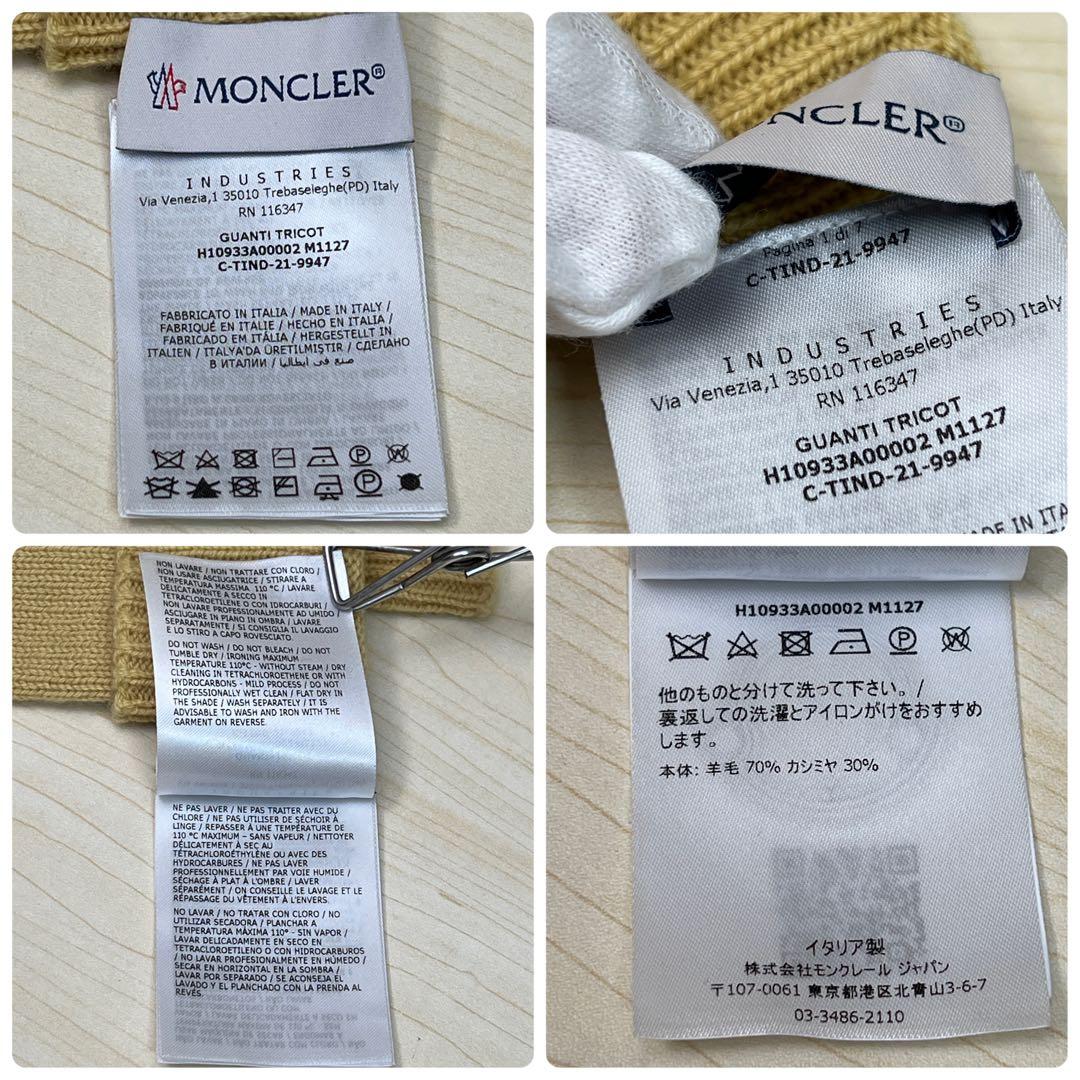 MONCLER®
INDUSTRIES
Via Venezia,1 35010 Trebaseleghe(PD) Italy
RN 116347
GUANTI TRICOT
H10933A00002 M1127
C-TIND-21-9947
FABBRICATO IN ITALIA / MADE IN ITALY /
FABRIQUÉ EN ITALIE / HECHO EN ITALIA /
FABRICADO EM ITÁLIA / HERGESTELLT IN
ITALIEN / ITALYA'DA ÜRETILMIŞTIR / СДЕЛАНО
В ИТАЛИИ / صنع في ايطاليا
NCLER®
Pagina 1 di 7
C-TIND-21-9947
INDUSTRIES
Via Venezia,1 35010 Trebaseleghe(PD) Italy
RN 116347
GUANTI TRICOT
H10933A00002 M1127
C-TIND-21-9947
ADE IN ITA
NON LAVARE / NON TRATTARE CON CLORO /
NON USARE ASCIUGATRICE / STIRARE A
TEMPERATURA MASSIMA 110 °C / LAVARE
DELICATAMENTE A SECCO IN
TETRACLOROETILENE O CON IDROCARBURI /
NON LAVARE PROFESSIONALMENTE AD UMIDO /
ASCIUGARE IN PIANO IN OMBRA / LAVARE
SEPARATAMENTE / SI CONSIGLIA IL LAVAGGIO
E LO STIRO A CAPO ROVESCIATO.
DO NOT WASH / DO NOT BLEACH / DO NOT
TUMBLE DRY / IRONING MAXIMUM
TEMPERATURE 110°C - WITHOUT STEAM / DRY
CLEANING IN TETRACHLOROETHENE OR WITH
HYDROCARBONS - MILD PROCESS / DO NOT
PROFESSIONALLY WET CLEAN / FLAT DRY IN
THE SHADE / WASH SEPARATELY / IT IS
ADVISABLE TO WASH AND IRON WITH THE
GARMENT ON REVERSE.
NE PAS LAVER / NE PAS TRAITER AVEC DU
CHLORE / NE PAS UTILISER DE SÉCHOIR À
LINGE / REPASSER À UNE TEMPÉRATURE DE
110 °C MAXIMUM – SANS VAPEUR / NETTOYER
DÉLICATEMENT À SEC AU
TÉTRACHLOROÉTHYLÈNE OU AVEC DES
HYDROCARBURES / NE PAS LAVER
PROFESSIONNELLEMENT PAR VOIE HUMIDE /
SÉCHAGE À PLAT À L'OMBRE / LAVER
SÉPARÉMENT / ON CONSEILLE LE LAVAGE ET LE
REPASSAGE DU VÊTEMENT À L'ENVERS.
NO LAVAR / NO TRATAR CON CLORO / NO
UTILIZAR SECADORA / PLANCHAR A
TEMPERATURA MÁXIMA 110° - SIN VAPOR /
LAVAR DELICADAMENTE EN SECO EN
TETRACLOROETILENO O CON HIDROCARBUROS
/ NO LAVAR PROFESIONALMENTE EN HÚMEDO /
SECAR EN HORIZONTAL EN LA SOMBRA /
LAVAR POR SEPARADO / SE ACONSEJA EL
LAVADO Y EL PLANCHADO CON LA PRENDA AL
REVÉS.
H10933A00002 M1127
他のものと分けて洗って下さい。/
裏返しての洗濯とアイロンがけをおすすめ
します。
本体: 羊毛 70% カシミヤ 30%
イタリア製
株式会社モンクレール ジャパン
〒107-0061 東京都港区北青山3-6-7
03-3486-2110